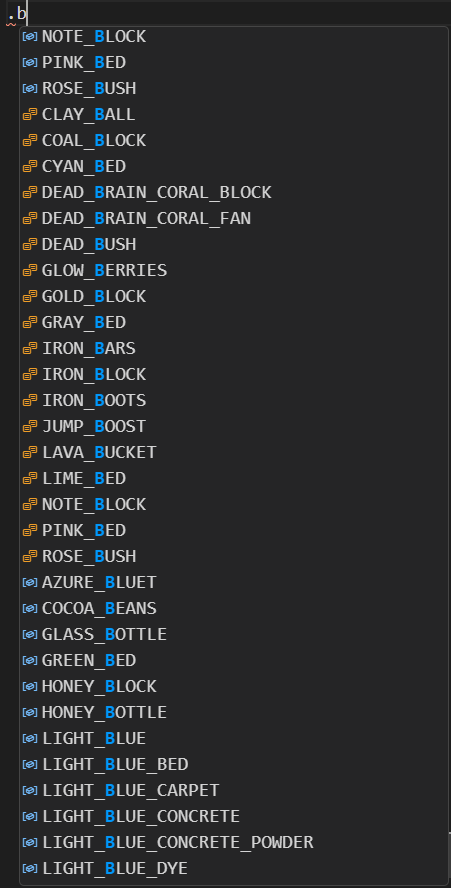 .b
NOTE_BLOCK
PINK_BED
ROSE_BUSH
CLAY_BALL
COAL_BLOCK
CYAN_BED
DEAD_BRAIN_CORAL_BLOCK
DEAD_BRAIN_CORAL_FAN
DEAD_BUSH
GLOW_BERRIES
GOLD_BLOCK
GRAY_BED
IRON_BARS
IRON_BLOCK
IRON_BOOTS
JUMP_BOOST
LAVA_BUCKET
LIME_BED
NOTE_BLOCK
PINK_BED
ROSE_BUSH
AZURE_BLUET
COCOA_BEANS
GLASS_BOTTLE
GREEN_BED
HONEY_BLOCK
HONEY_BOTTLE
LIGHT_BLUE
LIGHT_BLUE_BED
LIGHT_BLUE_CARPET
LIGHT_BLUE_CONCRETE
LIGHT_BLUE_CONCRETE_POWDER
LIGHT_BLUE_DYE